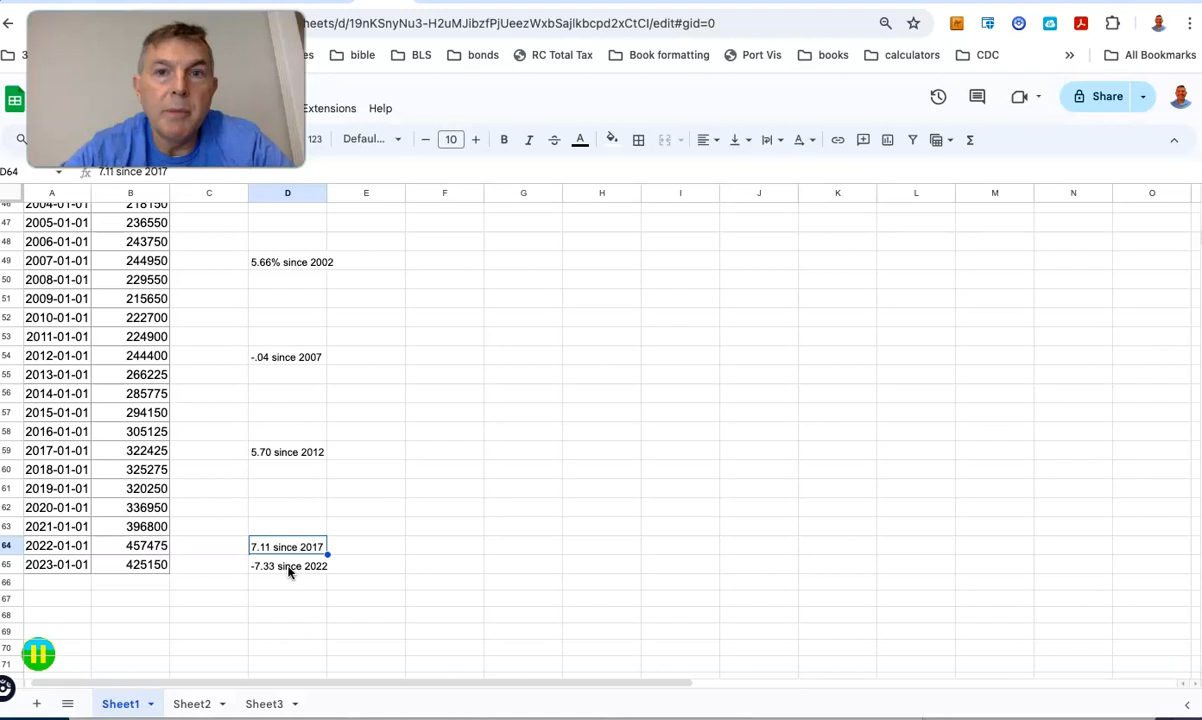 heets/d/19nKSnyNu3-H2uMJibzfPjUeezWxbSajlkbcpd2xCtCI/edit#gid=0
3
es
bible
BLS
bonds
RC Total Tax
Book formatting
Port Vis
books
calculators
CDC
»
All Bookmarks
Extensions
Help
Share
123
Defaul...
10
D64
7.11 since 2017
A B C D E F G H I J K L M N O
46 2004-01-01 218150
47 2005-01-01 236550
48 2006-01-01 243750
49 2007-01-01 244950 5.66% since 2002
50 2008-01-01 229550
51 2009-01-01 215650
52 2010-01-01 222700
53 2011-01-01 224900
54 2012-01-01 244400 -.04 since 2007
55 2013-01-01 266225
56 2014-01-01 285775
57 2015-01-01 294150
58 2016-01-01 305125
59 2017-01-01 322425 5.70 since 2012
60 2018-01-01 325275
61 2019-01-01 320250
62 2020-01-01 336950
63 2021-01-01 396800
64 2022-01-01 457475 7.11 since 2017
65 2023-01-01 425150 -7.33 since 2022
66
67
68
69
70
71
Sheet1
Sheet2
Sheet3